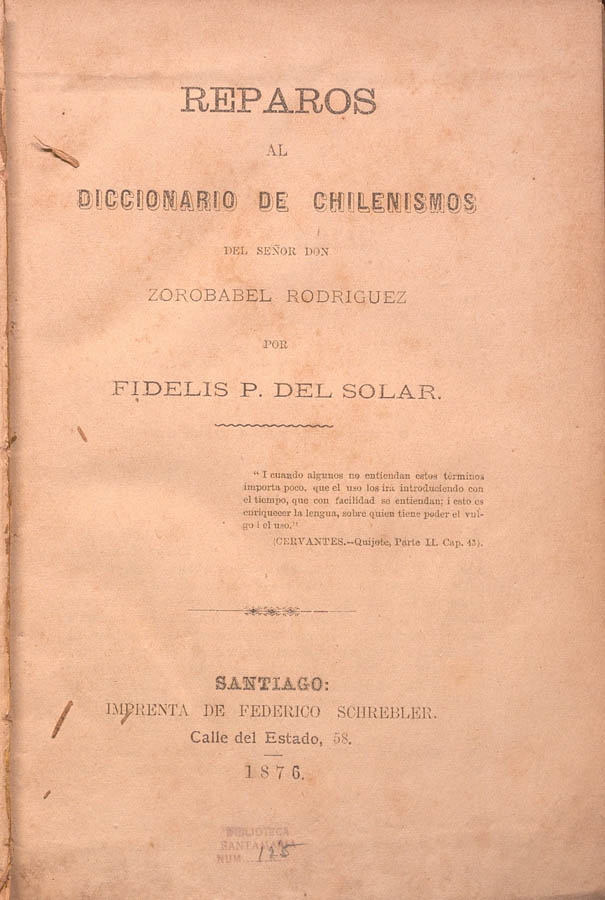 REPAROS
AL
DICCIONARIO DE CHILENISMOS
DEL SEÑOR DON
ZOROBABEL RODRIGUEZ
POR
FIDELIS P. DEL SOLAR.
“I cuando algunos no entiendan estos términos
importa poco, que el uso los irá introduciendo con
el tiempo, que con facilidad se entiendan; i esto es
enriquecer la lengua, sobre quien tiene poder el vul-
go i el uso.”
(CERVANTES.--Quijote, Parte II. Cap. 43).
SANTIAGO:
IMPRENTA DE FEDERICO SCHREBLER.
Calle del Estado, 58.
1876.
BIBLIOTECA
SANTAMARIA
NUM 125